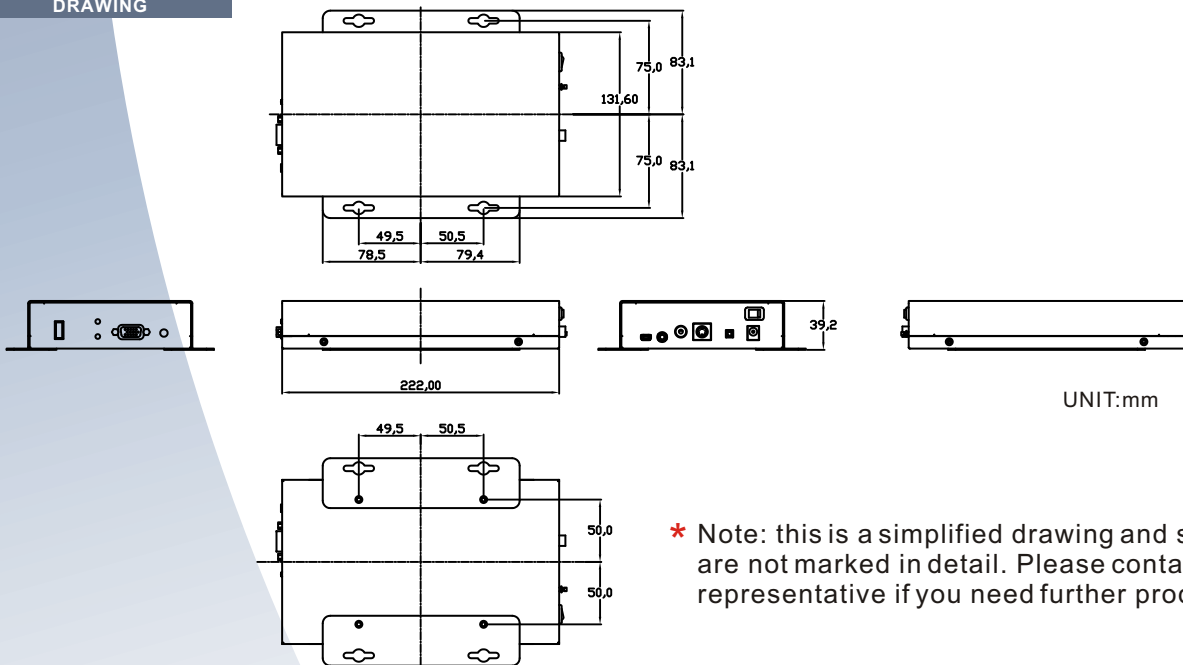 DRAWING
75,0 83,1
131,60
75,0 83,1
49,5 50,5
78,5 79,4
39,2
222,00
UNIT:mm
49,5 50,5
50,0
* Note: this is a simplified drawing and
are not marked in detail. Please
representative if you need further
50,0